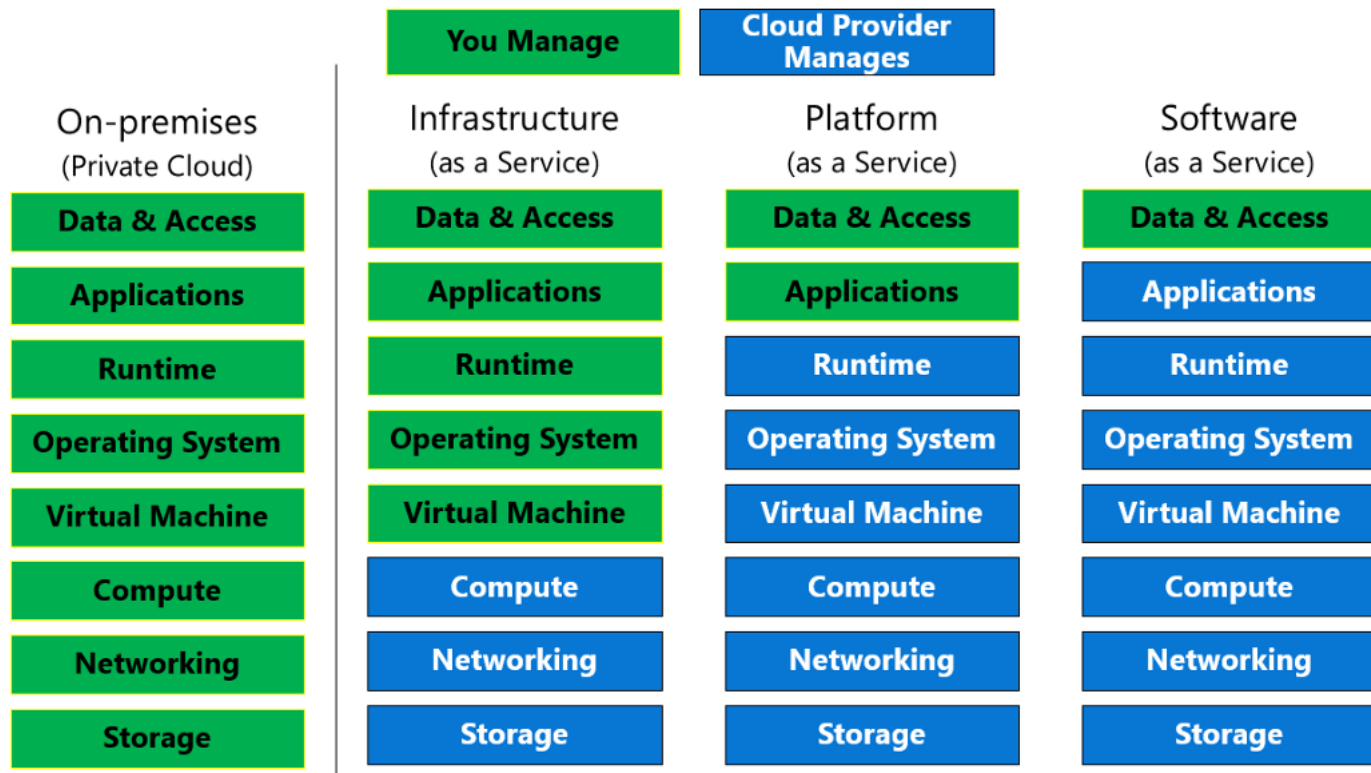 You Manage
Cloud Provider
Manages
On-premises
(Private Cloud)
Data & Access
Applications
Runtime
Operating System
Virtual Machine
Compute
Networking
Storage
Infrastructure
(as a Service)
Data & Access
Applications
Runtime
Operating System
Virtual Machine
Compute
Networking
Storage
Platform
(as a Service)
Data & Access
Applications
Runtime
Operating System
Virtual Machine
Compute
Networking
Storage
Software
(as a Service)
Data & Access
Applications
Runtime
Operating System
Virtual Machine
Compute
Networking
Storage